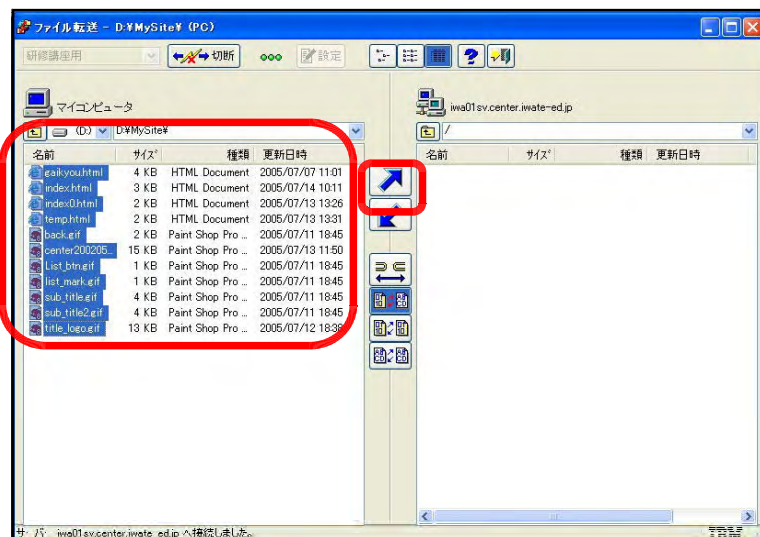 ファイル転送 - D:¥MySite¥ (PC)
研修講座用 切断 設定
マイコンピュータ iwa01sv.center.iwate-ed.jp
(D:) D:¥MySite¥ /
名前 サイズ 種類 更新日時 名前 サイズ 種類 更新日時
gaikyou.html 4 KB HTML Document 2005/07/07 11:01
index.html 3 KB HTML Document 2005/07/14 10:11
index0.html 2 KB HTML Document 2005/07/13 13:26
temp.html 2 KB HTML Document 2005/07/13 13:31
back.gif 2 KB Paint Shop Pro ... 2005/07/11 18:45
center200205... 15 KB Paint Shop Pro ... 2005/07/13 11:50
List_btn.gif 1 KB Paint Shop Pro ... 2005/07/11 18:45
list_mark.gif 1 KB Paint Shop Pro ... 2005/07/11 18:45
sub_title.gif 4 KB Paint Shop Pro ... 2005/07/11 18:45
sub_title2.gif 4 KB Paint Shop Pro ... 2005/07/11 18:45
title_logo.gif 13 KB Paint Shop Pro ... 2005/07/12 18:38
サーバー iwa01sv.center.iwate-ed.jp へ接続しました。